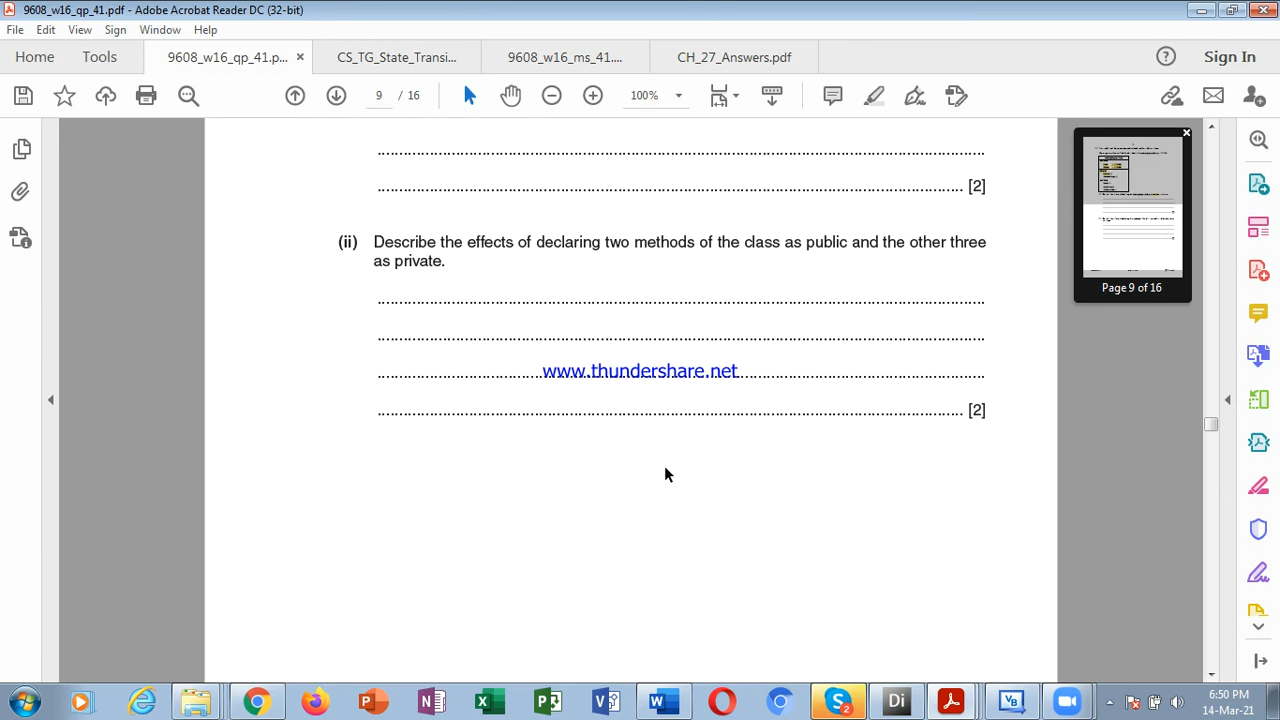 9608_w16_qp_41.pdf - Adobe Acrobat Reader DC (32-bit)
File Edit View Sign Window Help
Home Tools 9608_w16_qp_41.p... × CS_TG_State_Transi... 9608_w16_ms_41.... CH_27_Answers.pdf Sign In
9 / 16 100%
[2]
(ii) Describe the effects of declaring two methods of the class as public and the other three
as private.
www.thundershare.net
[2]
Page 9 of 16
6:50 PM
14-Mar-21